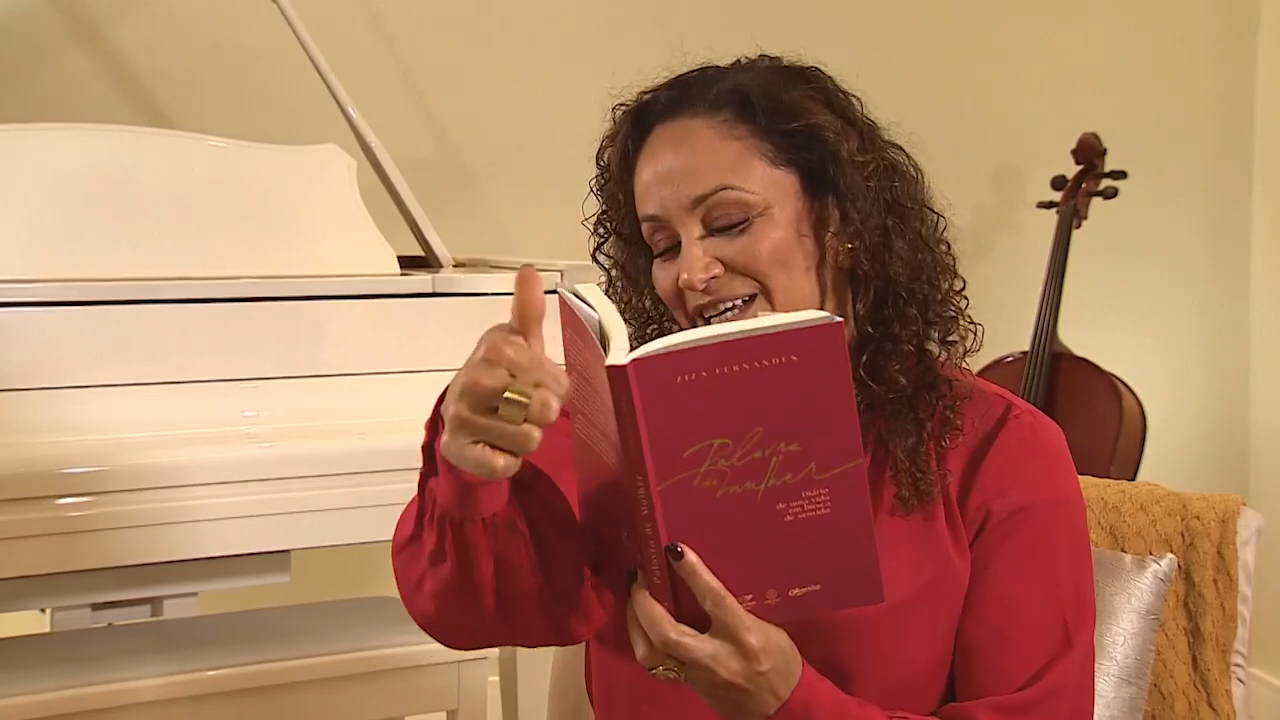 ZIZA FERNANDES
Palavra
de mulher
Diário
de uma vida
em busca
de sentido
Palavra de Mulher